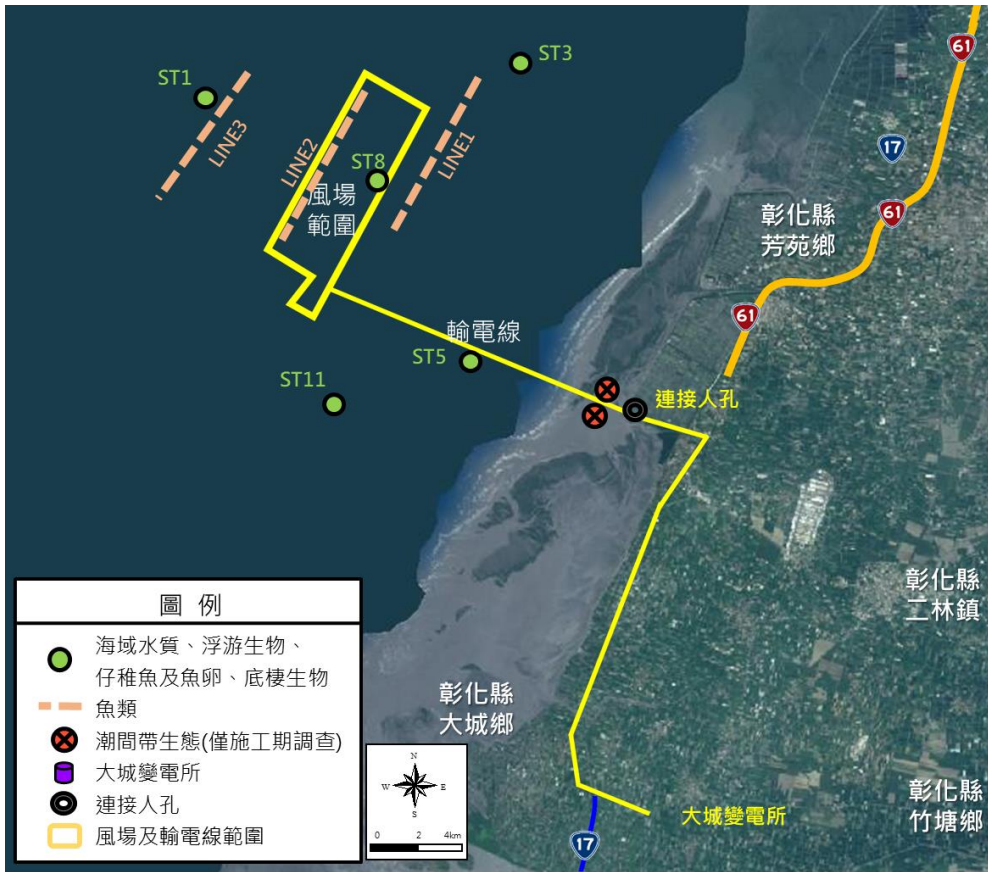 ST3
61
ST1
LINE3
LINE2
LINE1
ST8
17
風場
範圍
61
彰化縣
芳苑鄉
61
輸電線
ST5
ST11
連接人孔
圖 例
海域水質、浮游生物、
仔稚魚及魚卵、底棲生物
魚類
潮間帶生態(僅施工期調查)
大城變電所
連接人孔
風場及輸電線範圍
彰化縣
二林鎮
彰化縣
大城鄉
N
W
E
S
0 2 4km
彰化縣
竹塘鄉
大城變電所
17